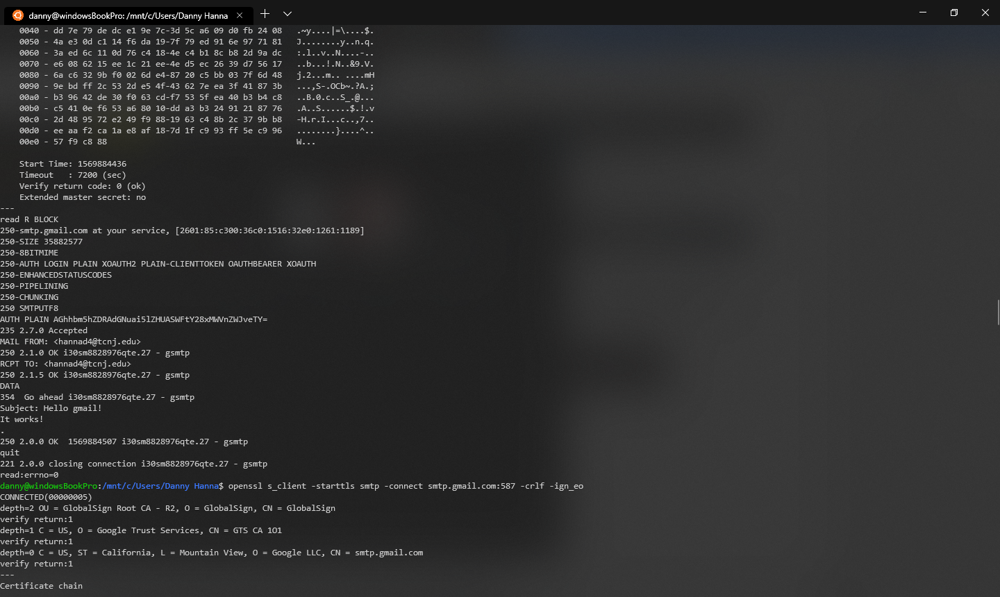 danny@windowsBookPro: /mnt/c/Users/Danny Hanna
0040 - dd 7e 79 de dc e1 9e 7c-3d 5c a6 09 d0 fb 24 08   .~y....|=\....$.
0050 - 4a e3 0d c1 14 f6 da 19-7f 79 ed 91 6e 97 71 81   J........y..n.q.
0060 - 3a ed 6c 11 0d 76 c4 18-4e c4 b1 8c b8 2d 9a dc   :.l..v..N....-..
0070 - e6 08 62 15 ee 1c 21 ee-4e d5 ec 26 39 d7 56 17   ..b...!.N..&9.V.
0080 - 6a c6 32 9b f0 02 6d e4-87 20 c5 bb 03 7f 6d 48   j.2...m.. ....mH
0090 - 9e bd ff 2c 53 2d e5 4f-43 62 7e ea 3f 41 87 3b   ...,S-.OCb~.?A.;
00a0 - b3 96 42 de 30 f0 63 cd-f7 53 5f ea 40 b3 b4 c8   ..B.0.c..S_.@...
00b0 - c5 41 0e f6 53 a6 80 10-dd a3 b3 24 91 21 87 76   .A..S......$.!.v
00c0 - 2d 48 95 72 e2 49 f9 88-19 63 c4 8b 2c 37 9b b8   -H.r.I...c..,7..
00d0 - ee aa f2 ca 1a e8 af 18-7d 1f c9 93 ff 5e c9 96   ........}....^..
00e0 - 57 f9 c8 88   W...
Start Time: 1569884436
Timeout   : 7200 (sec)
Verify return code: 0 (ok)
Extended master secret: no
---
read R BLOCK
250-smtp.gmail.com at your service, [2601:85:c300:36c0:1516:32e0:1261:1189]
250-SIZE 35882577
250-8BITMIME
250-AUTH LOGIN PLAIN XOAUTH2 PLAIN-CLIENTTOKEN OAUTHBEARER XOAUTH
250-ENHANCEDSTATUSCODES
250-PIPELINING
250-CHUNKING
250 SMTPUTF8
AUTH PLAIN AGhhbm5hZDRAdGNuai5lZHUASWFtY28xMWVnZWJveTY=
235 2.7.0 Accepted
MAIL FROM: <hannad4@tcnj.edu>
250 2.1.0 OK i30sm8828976qte.27 - gsmtp
RCPT TO: <hannad4@tcnj.edu>
250 2.1.5 OK i30sm8828976qte.27 - gsmtp
DATA
354  Go ahead i30sm8828976qte.27 - gsmtp
Subject: Hello gmail!
It works!
.
250 2.0.0 OK  1569884507 i30sm8828976qte.27 - gsmtp
quit
221 2.0.0 closing connection i30sm8828976qte.27 - gsmtp
read:errno=0
danny@windowsBookPro:/mnt/c/Users/Danny Hanna$ openssl s_client -starttls smtp -connect smtp.gmail.com:587 -crlf -ign_eo
CONNECTED(00000005)
depth=2 OU = GlobalSign Root CA - R2, O = GlobalSign, CN = GlobalSign
verify return:1
depth=1 C = US, O = Google Trust Services, CN = GTS CA 1O1
verify return:1
depth=0 C = US, ST = California, L = Mountain View, O = Google LLC, CN = smtp.gmail.com
verify return:1
---
Certificate chain